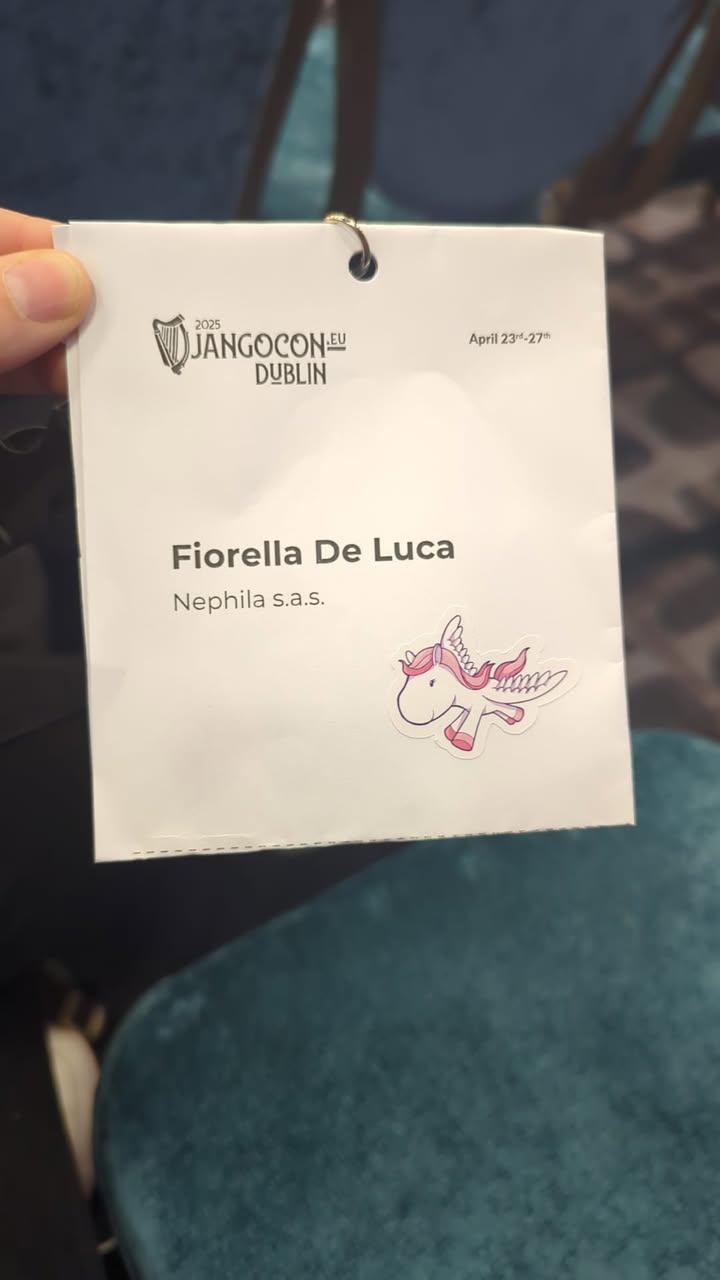 2025
DJANGOCON.EU
DUBLIN
April 23rd-27th
Fiorella De Luca
Nephila s.a.s.